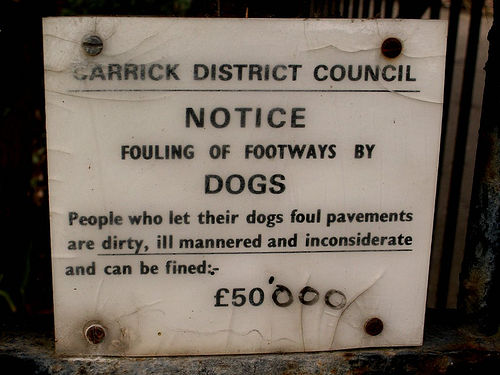 CARRICK DISTRICT COUNCIL
NOTICE
FOULING OF FOOTWAYS BY
DOGS
People who let their dogs foul pavements
are dirty, ill mannered and inconsiderate
and can be fined:-
£50'000